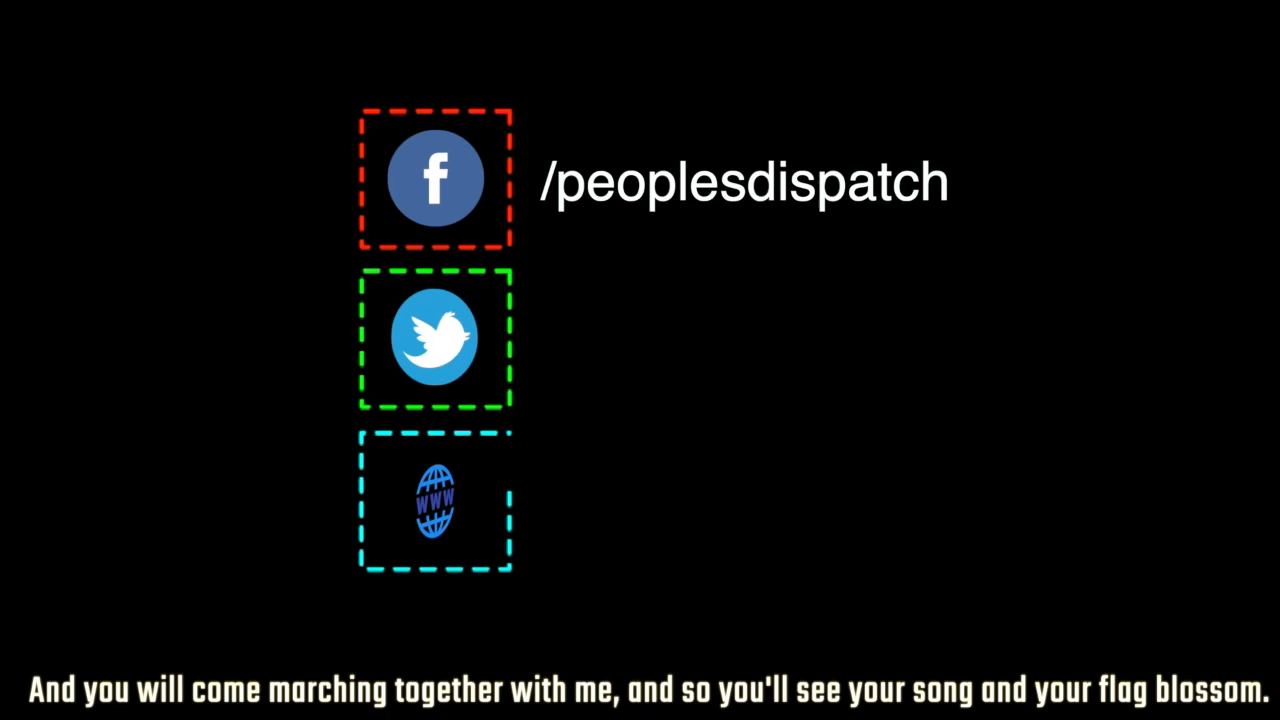 f
/peoplesdispatch
WWW
And you will come marching together with me, and so you'll see your song and your flag blossom.